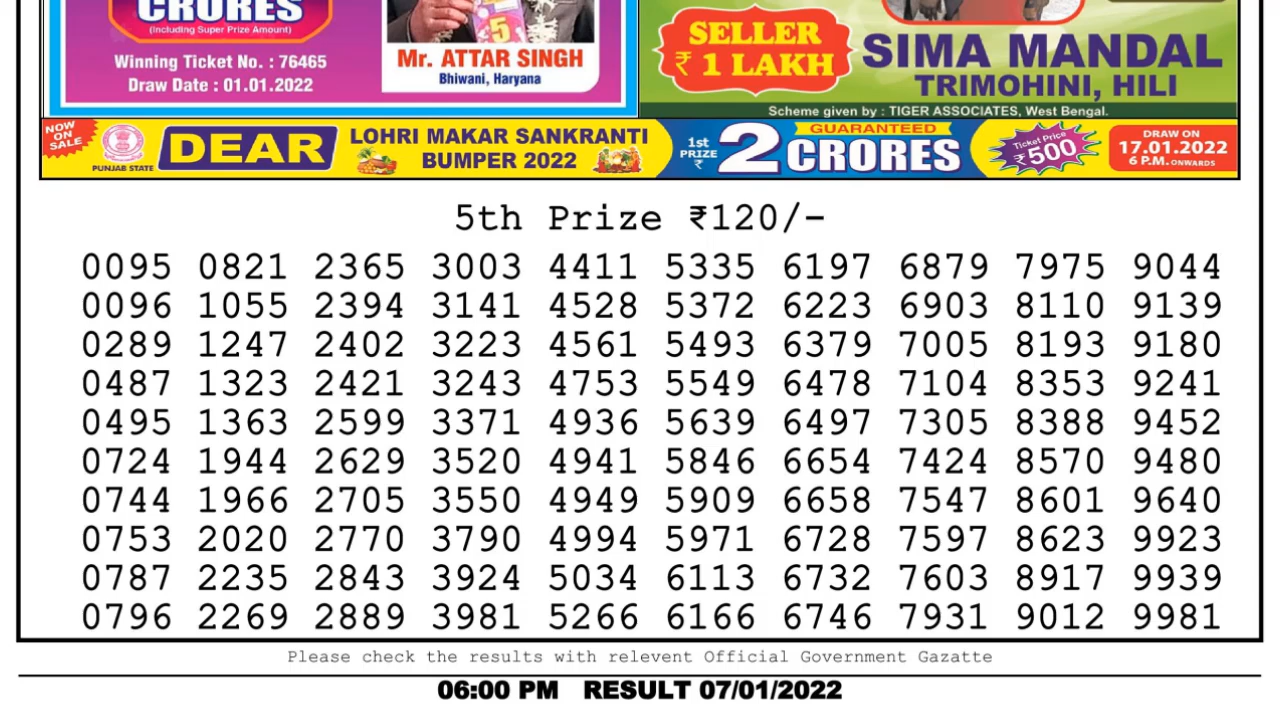 CRORES
(Including Super Prize Amount)
Winning Ticket No. : 76465
Draw Date : 01.01.2022
5
Mr. ATTAR SINGH
Bhiwani, Haryana
SELLER
₹ 1 LAKH
SIMA MANDAL
TRIMOHINI, HILI
Scheme given by : TIGER ASSOCIATES, West Bengal.
NOW ON SALE
PUNJAB STATE
DEAR
LOHRI MAKAR SANKRANTI
BUMPER 2022
1st PRIZE ₹
2
GUARANTEED
CRORES
Ticket Price
₹500
DRAW ON
17.01.2022
6 P.M. ONWARDS
5th Prize ₹120/-
0095 0821 2365 3003 4411 5335 6197 6879 7975 9044
0096 1055 2394 3141 4528 5372 6223 6903 8110 9139
0289 1247 2402 3223 4561 5493 6379 7005 8193 9180
0487 1323 2421 3243 4753 5549 6478 7104 8353 9241
0495 1363 2599 3371 4936 5639 6497 7305 8388 9452
0724 1944 2629 3520 4941 5846 6654 7424 8570 9480
0744 1966 2705 3550 4949 5909 6658 7547 8601 9640
0753 2020 2770 3790 4994 5971 6728 7597 8623 9923
0787 2235 2843 3924 5034 6113 6732 7603 8917 9939
0796 2269 2889 3981 5266 6166 6746 7931 9012 9981
Please check the results with relevent Official Government Gazatte
06:00 PM RESULT 07/01/2022